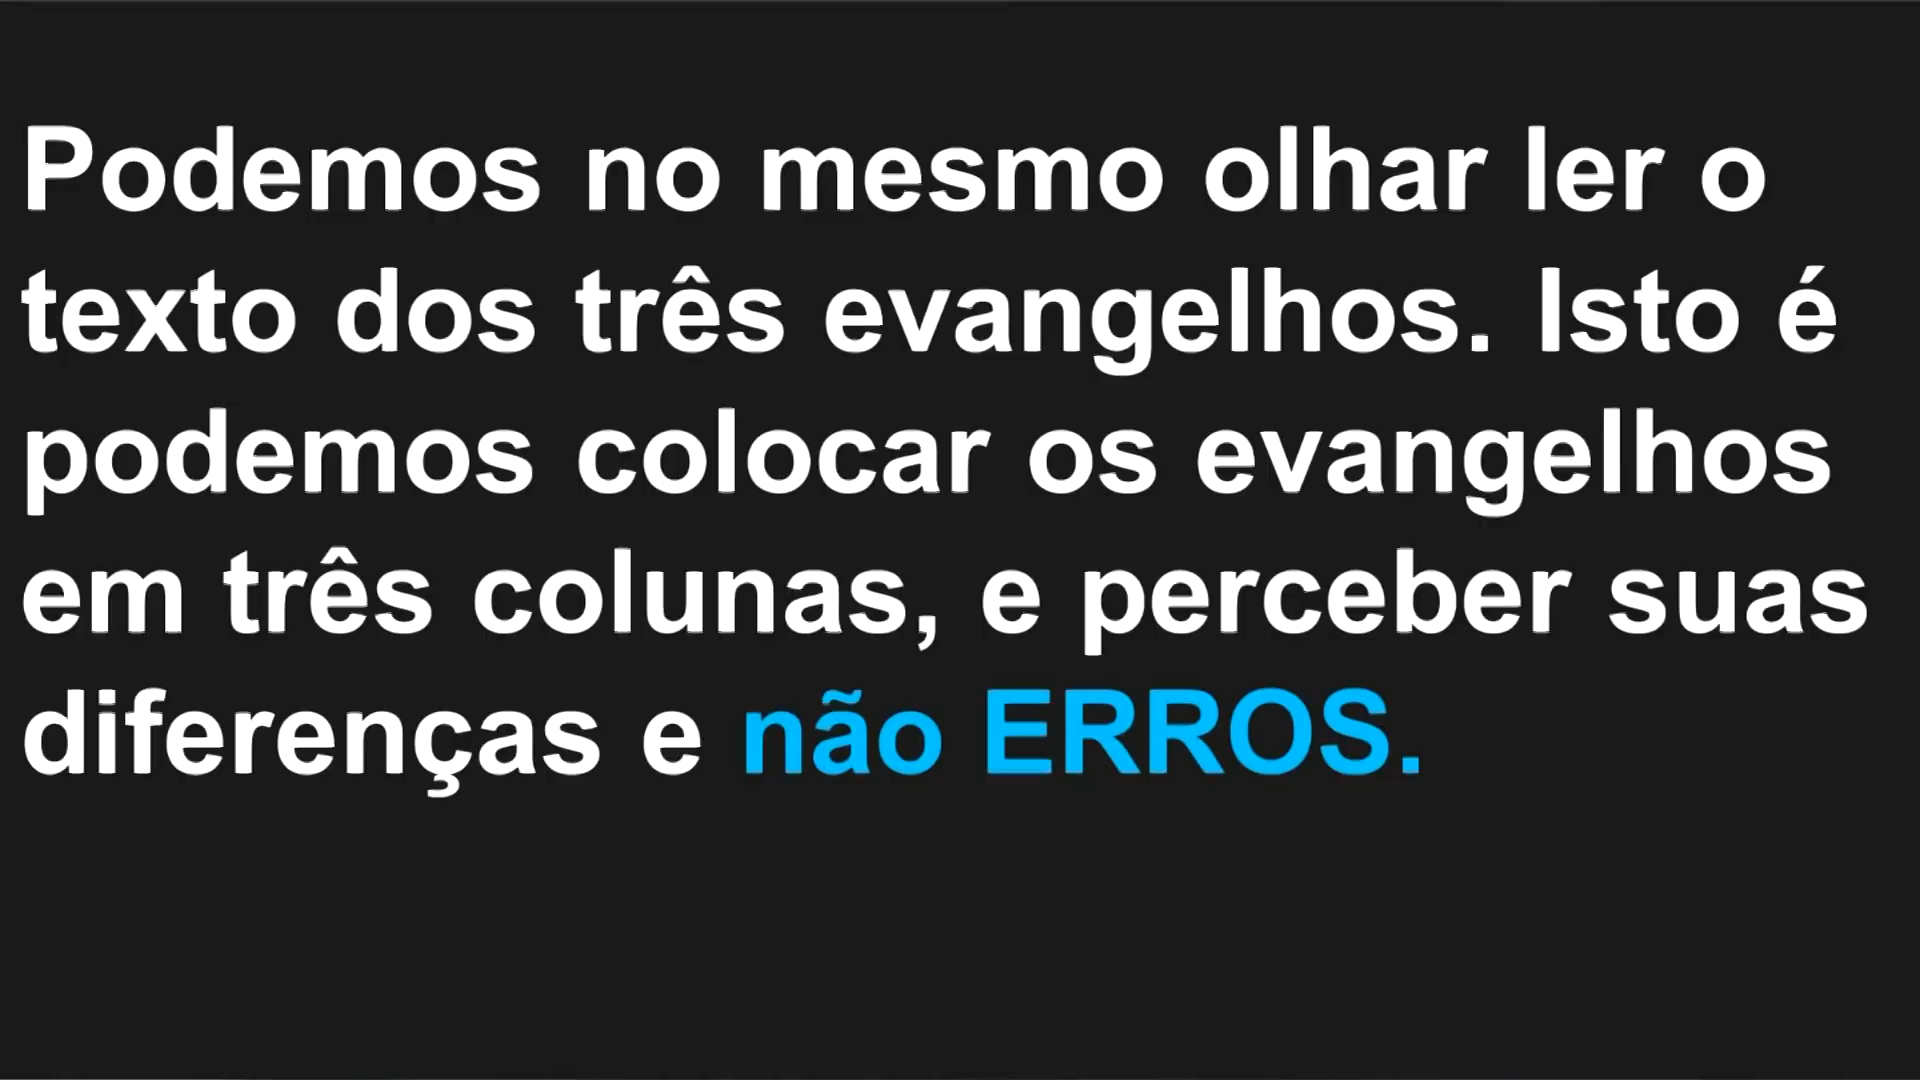 Podemos no mesmo olhar ler o
texto dos três evangelhos. Isto é
podemos colocar os evangelhos
em três colunas, e perceber suas
diferenças e não ERROS.